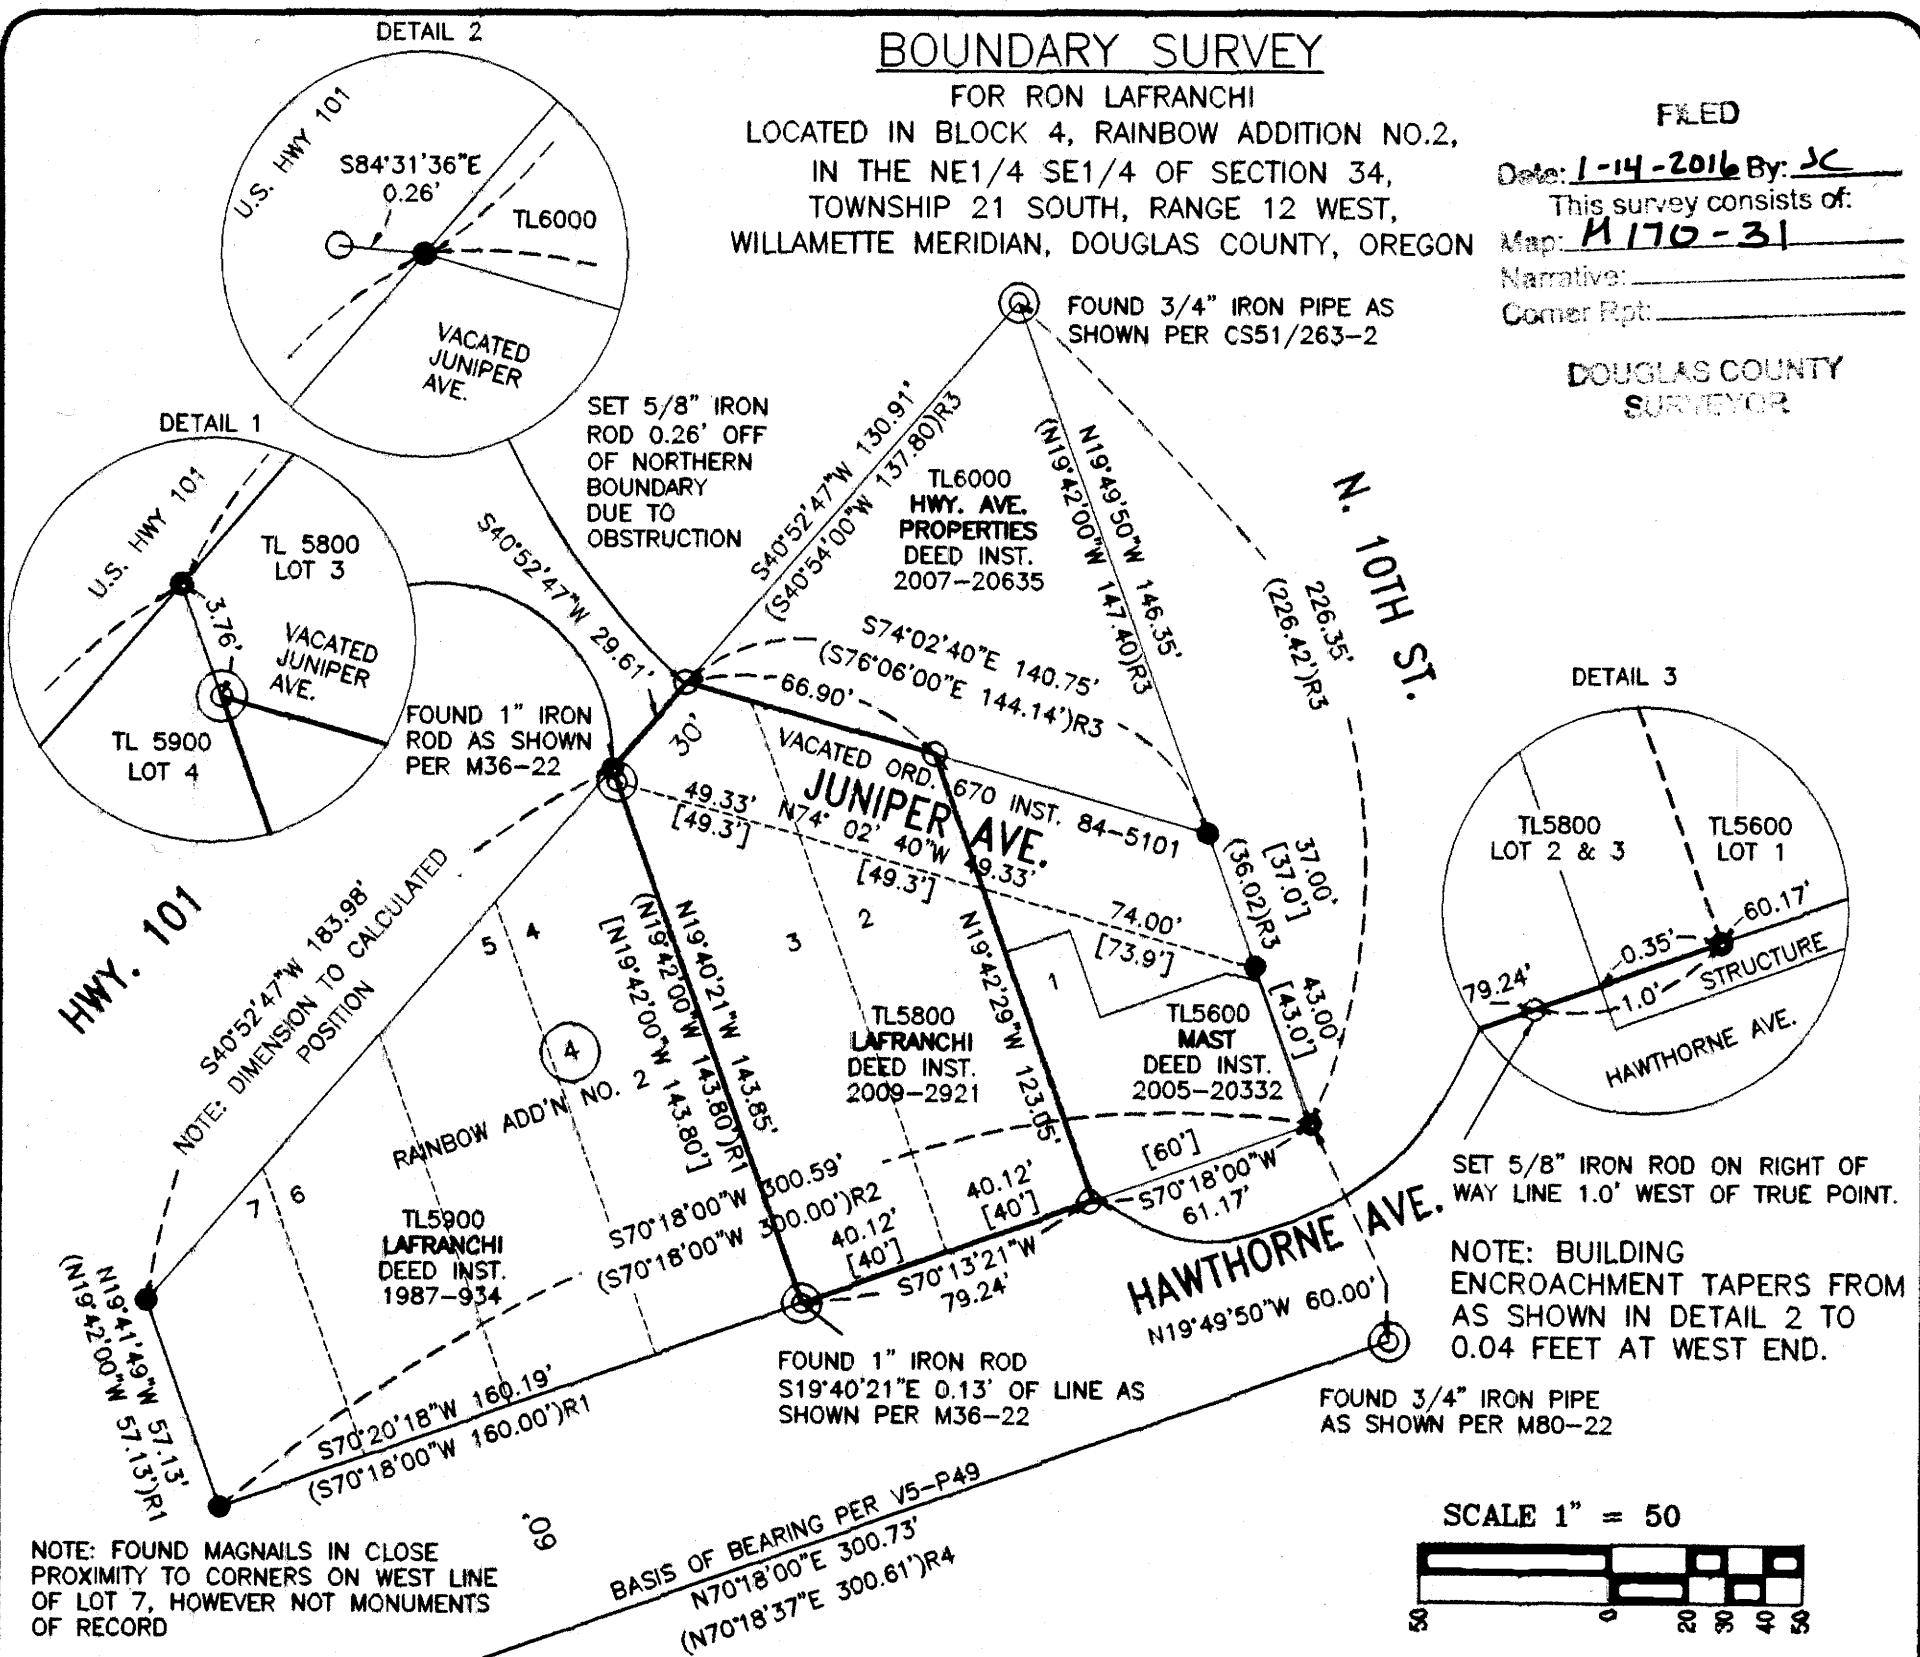 BOUNDARY SURVEY
FOR RON LAFRANCHI
LOCATED IN BLOCK 4, RAINBOW ADDITION NO.2,
IN THE NE1/4 SE1/4 OF SECTION 34,
TOWNSHIP 21 SOUTH, RANGE 12 WEST,
WILLAMETTE MERIDIAN, DOUGLAS COUNTY, OREGON
FILED
Date: 1-14-2016 By: JC
This survey consists of:
Map: M170-31
Narrative:
Corner Rpt:
DOUGLAS COUNTY
SURVEYOR
DETAIL 2
U.S. HWY 101
S84°31'36"E
0.26'
TL6000
VACATED
JUNIPER
AVE.
DETAIL 1
U.S. HWY 101
TL 5800
LOT 3
3.76'
VACATED
JUNIPER
AVE.
TL 5900
LOT 4
SET 5/8" IRON
ROD 0.26' OFF
OF NORTHERN
BOUNDARY
DUE TO
OBSTRUCTION
FOUND 3/4" IRON PIPE AS
SHOWN PER CS51/263-2
S40°52'47"W 130.91'
(S40°54'00"W 137.80)R3
TL6000
HWY. AVE.
PROPERTIES
DEED INST.
2007-20635
N19°49'50"W 146.35'
(N19°42'00"W 147.40)R3
N. 10TH ST.
226.35'
(226.42')R3
S40°52'47"W 29.61'
S74°02'40"E 140.75'
(S76°06'00"E 144.14')R3
66.90'
30'
FOUND 1" IRON
ROD AS SHOWN
PER M36-22
VACATED ORD. 670 INST. 84-5101
JUNIPER AVE.
49.33' N74° 02' 40"W 49.33'
[49.3']
[49.3']
74.00'
[73.9']
37.00'
[37.0']
(36.02)R3
43.00'
[43.0']
DETAIL 3
TL5800
LOT 2 & 3
TL5600
LOT 1
60.17'
0.35'
79.24'
1.0'
STRUCTURE
HAWTHORNE AVE.
HWY. 101
S40°52'47"W 183.98'
NOTE: DIMENSION TO CALCULATED
POSITION
5
4
3
2
1
N19°40'21"W 143.85'
(N19°42'00"W 143.80')R1
[N19°42'00"W 143.80']
N19°42'29"W 123.05'
4
RAINBOW ADD'N NO. 2
7
6
TL5800
LAFRANCHI
DEED INST.
2009-2921
TL5600
MAST
DEED INST.
2005-20332
TL5900
LAFRANCHI
DEED INST.
1987-934
S70°18'00"W 300.59'
(S70°18'00"W 300.00')R2
40.12'
[40']
40.12'
[40']
[60']
S70°18'00"W
61.17'
S70°13'21"W
79.24'
HAWTHORNE AVE.
N19°49'50"W 60.00'
SET 5/8" IRON ROD ON RIGHT OF
WAY LINE 1.0' WEST OF TRUE POINT.
NOTE: BUILDING
ENCROACHMENT TAPERS FROM
AS SHOWN IN DETAIL 2 TO
0.04 FEET AT WEST END.
N19°41'49"W 57.13'
(N19°42'00"W 57.13')R1
S70°20'18"W 160.19'
(S70°18'00"W 160.00')R1
FOUND 1" IRON ROD
S19°40'21"E 0.13' OF LINE AS
SHOWN PER M36-22
FOUND 3/4" IRON PIPE
AS SHOWN PER M80-22
60'
BASIS OF BEARING PER V5-P49
N70°18'00"E 300.73'
(N70°18'37"E 300.61')R4
NOTE: FOUND MAGNAILS IN CLOSE
PROXIMITY TO CORNERS ON WEST LINE
OF LOT 7, HOWEVER NOT MONUMENTS
OF RECORD
SCALE 1" = 50
50 0 20 30 40 50